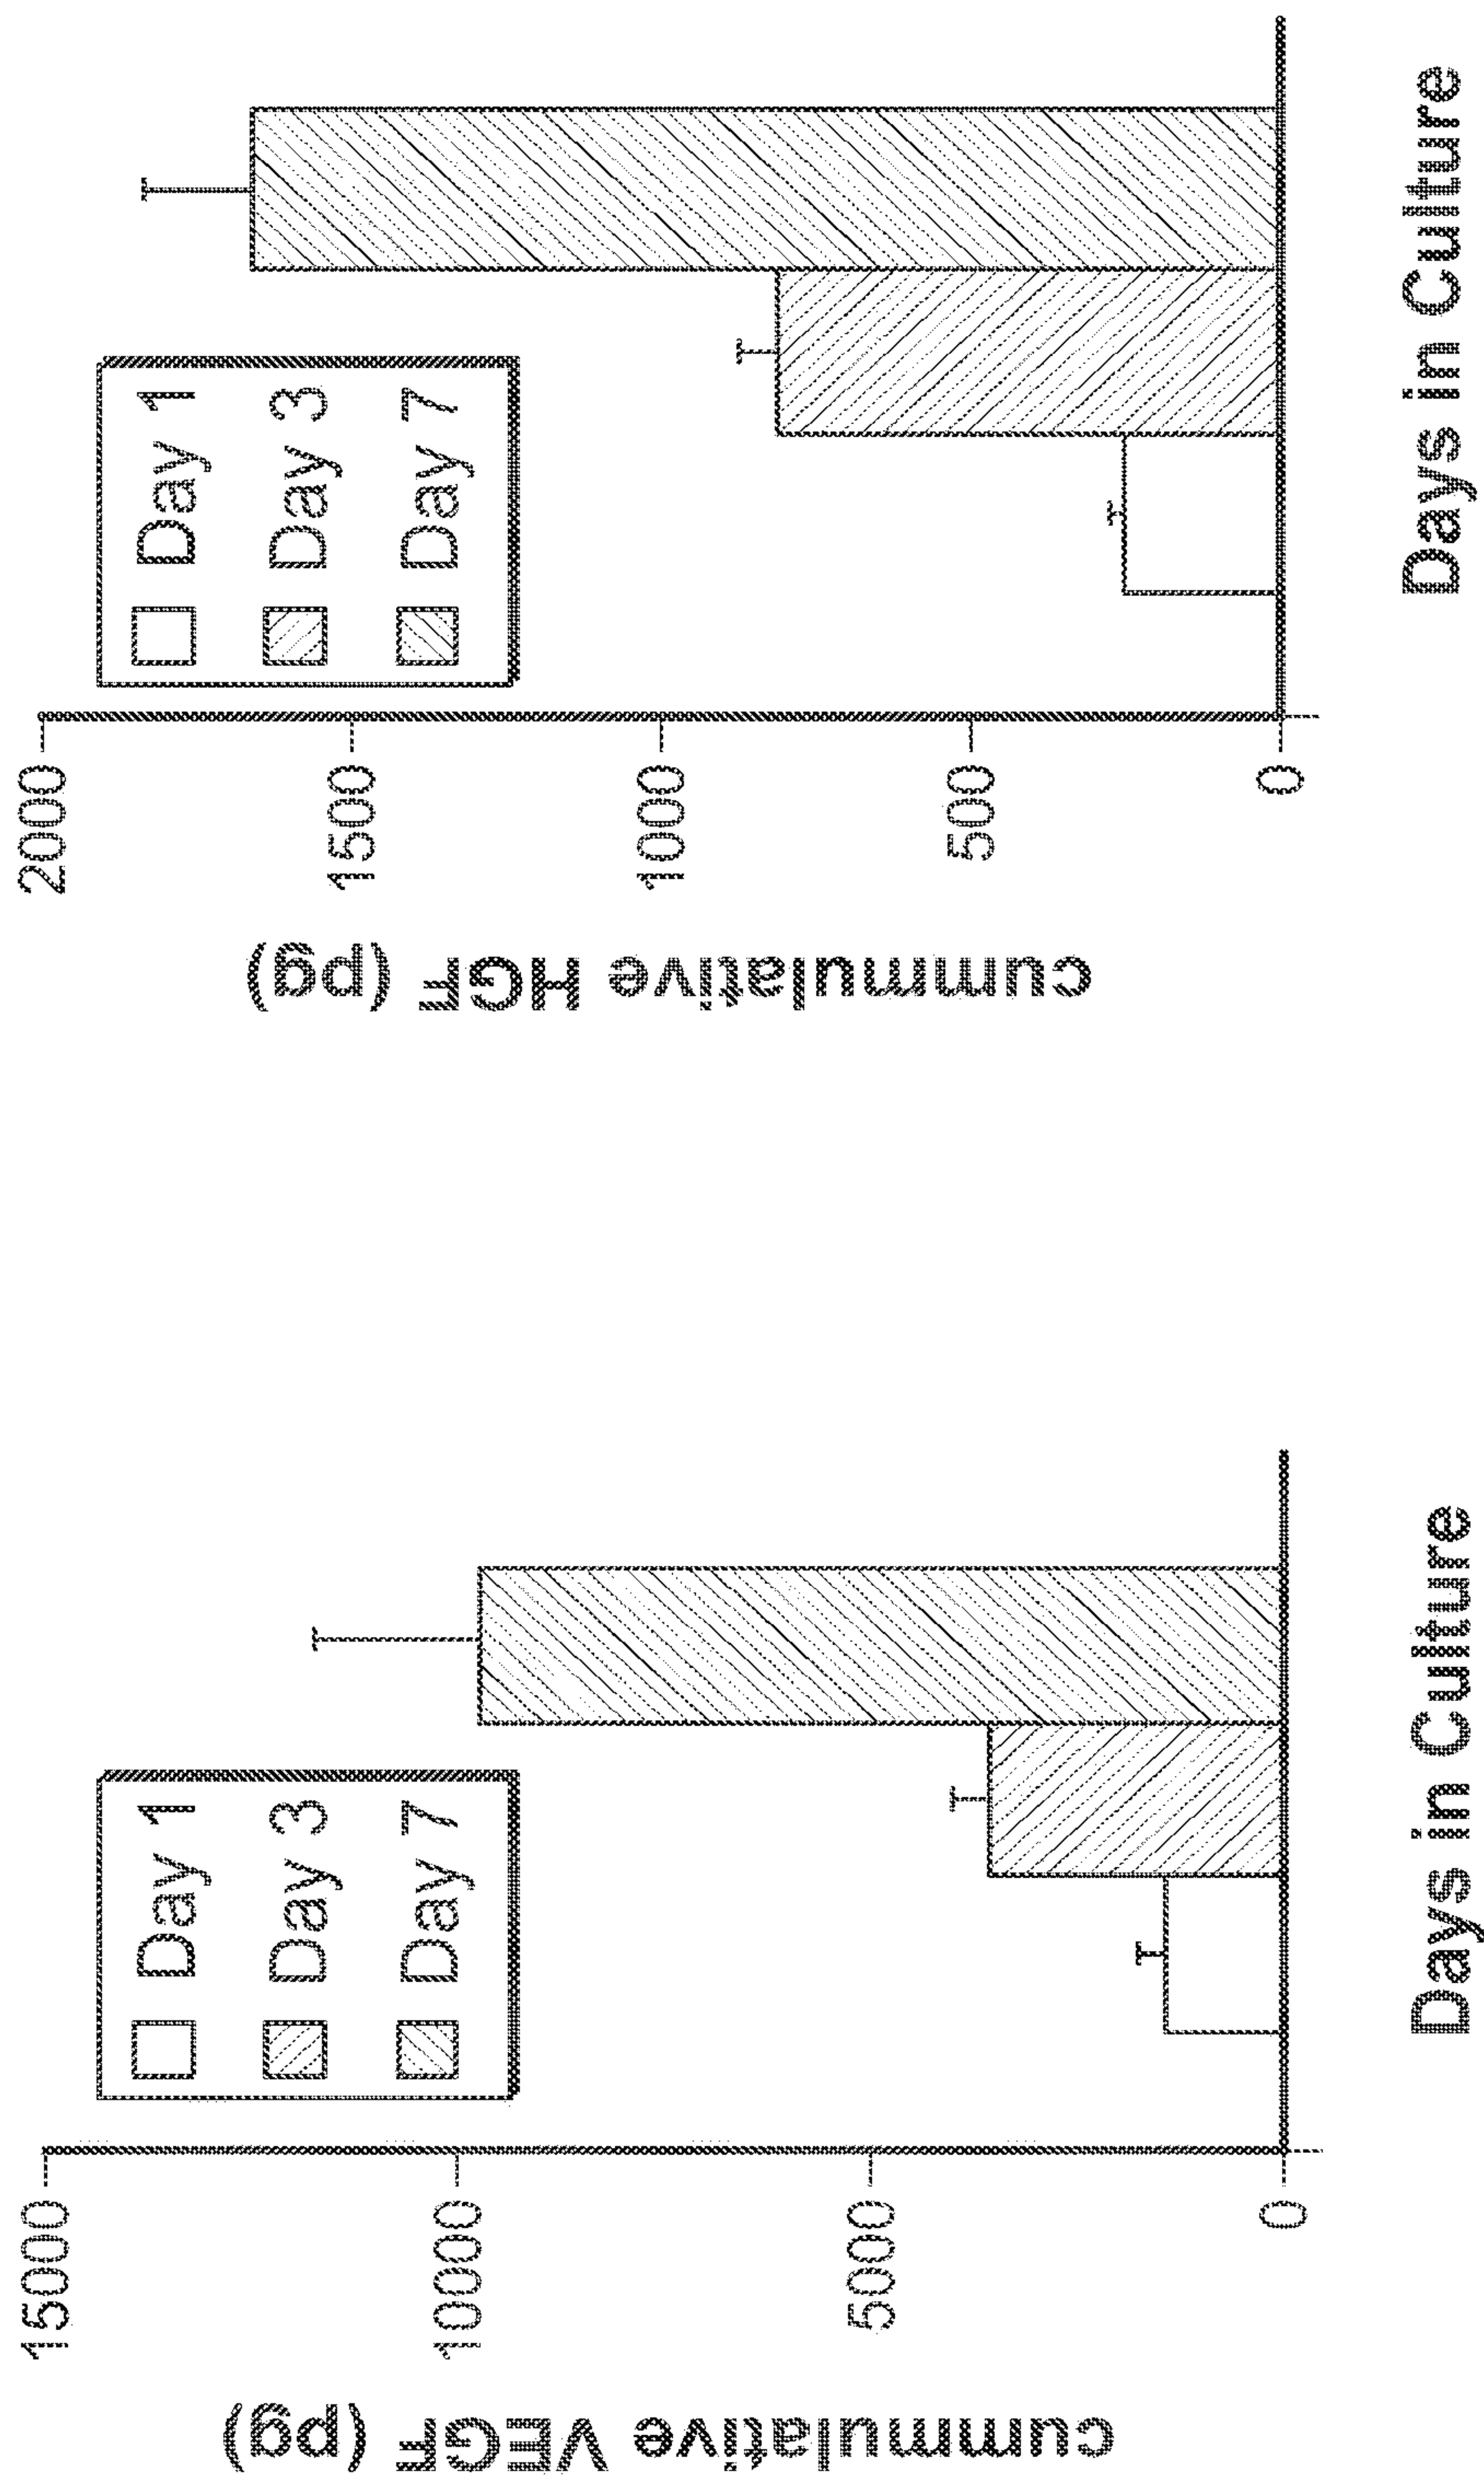 cummulative VEGF (pg)
15000
10000
5000
0
Day 1
Day 3
Day 7
Days in Culture
cummulative HGF (pg)
2000
1500
1000
500
0
Day 1
Day 3
Day 7
Days in Culture